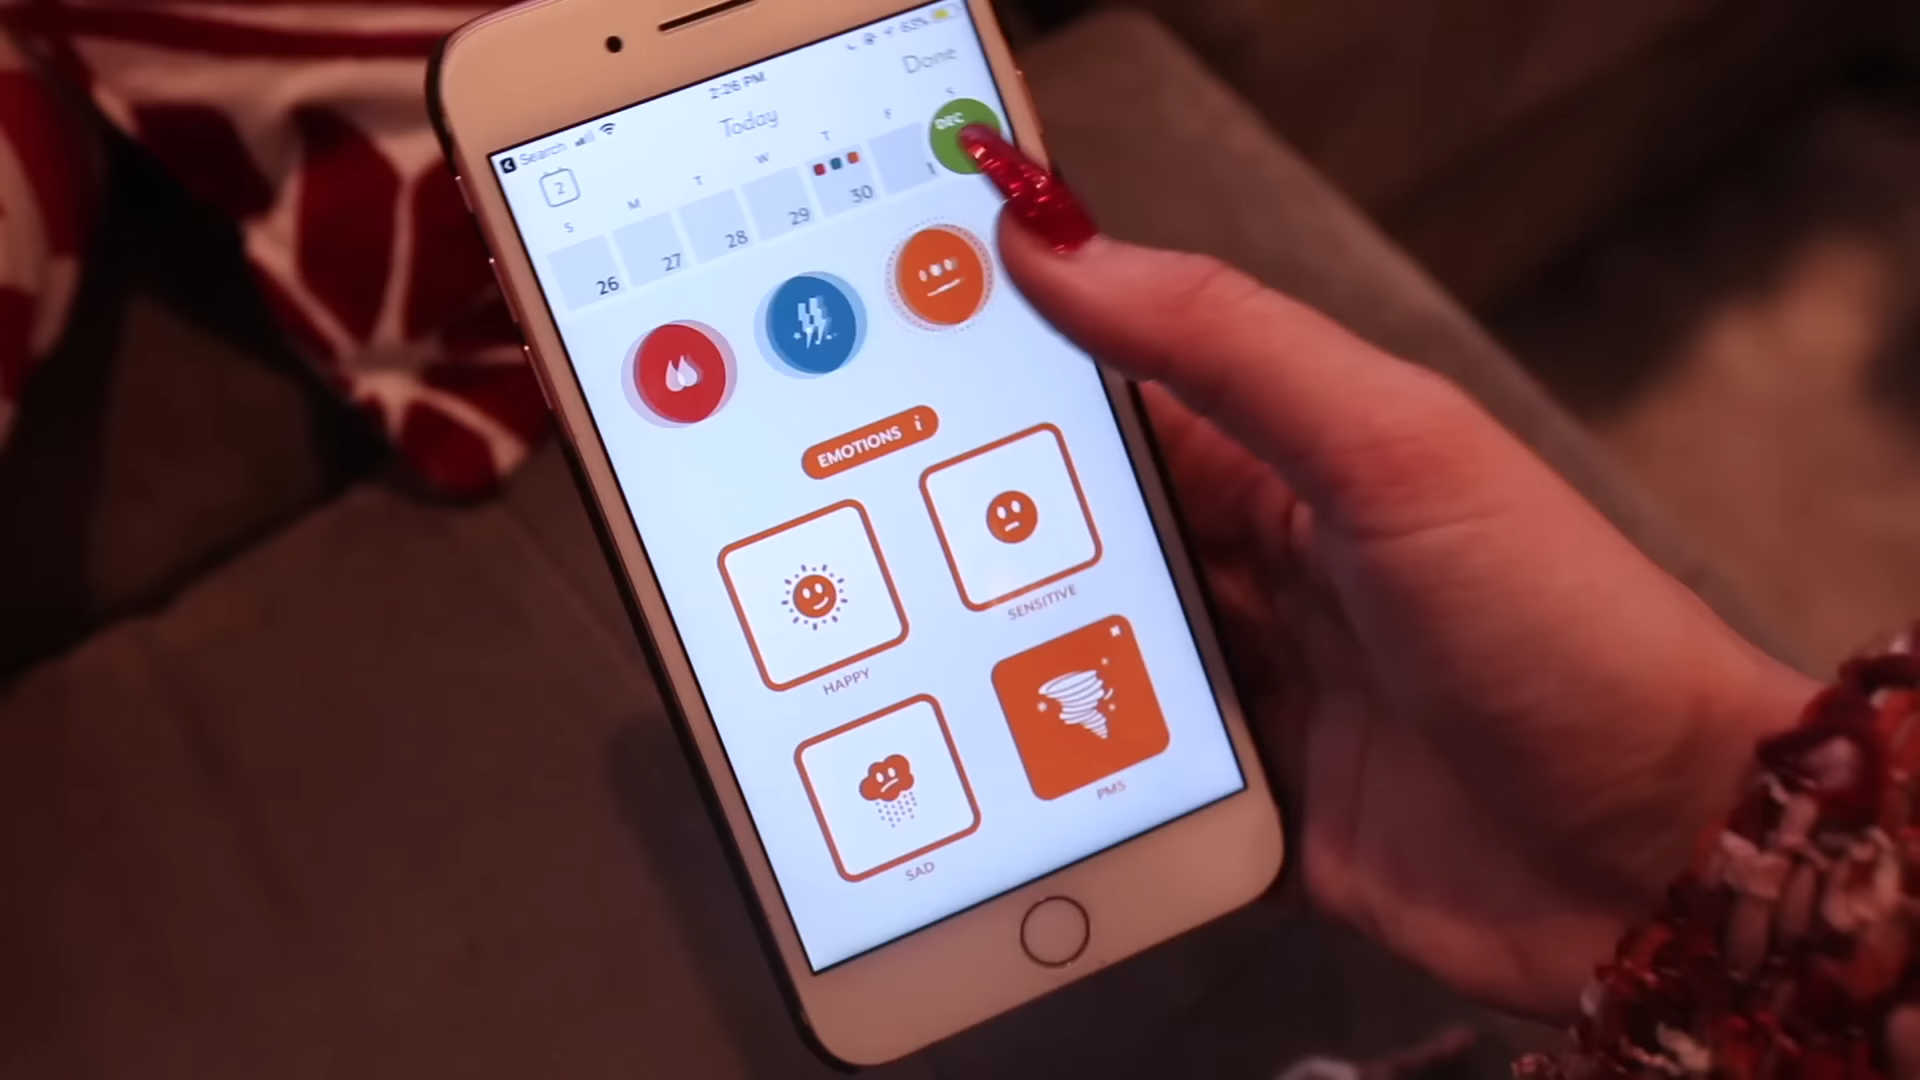 Search
2:26 PM
63%
2
Today
Done
S M T W T F S
26 27 28 29 30 1
DEC
EMOTIONS i
HAPPY
SENSITIVE
SAD
PMS